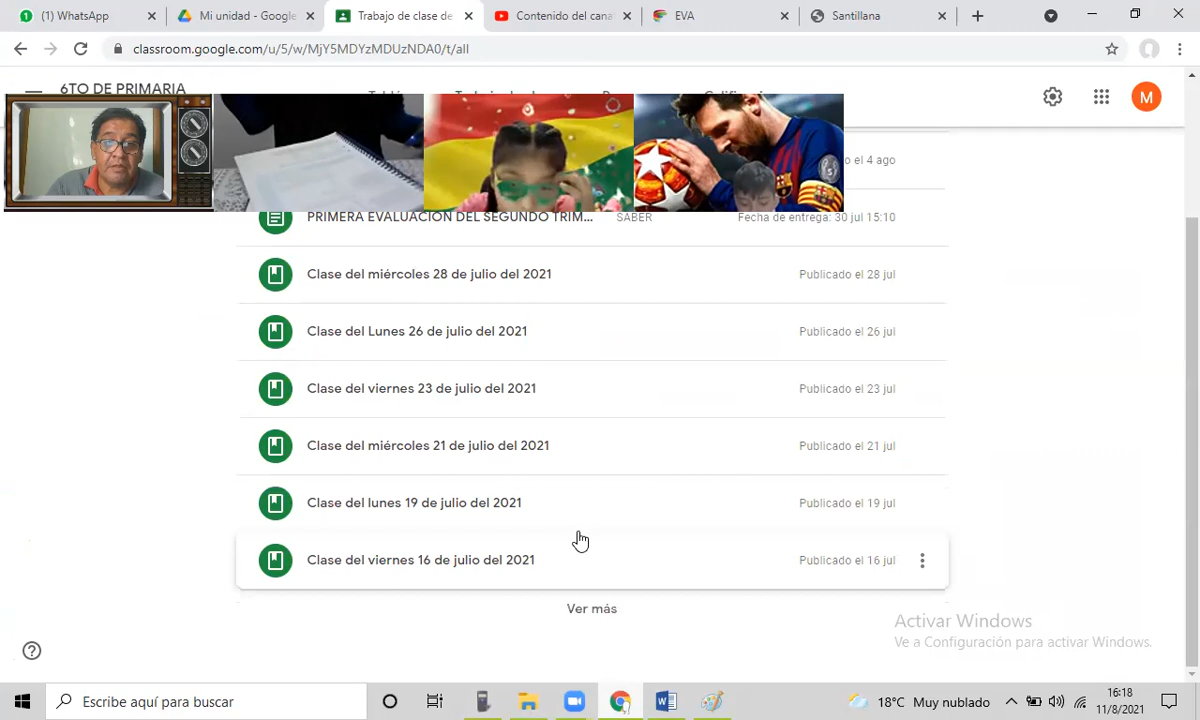 (1) WhatsApp
Mi unidad - Google
Trabajo de clase de
Contenido del cana
EVA
Santillana
classroom.google.com/u/5/w/MjY5MDYzMDUzNDA0/t/all
6TO DE PRIMARIA
M
o el 4 ago
PRIMERA EVALUACIÓN DEL SEGUNDO TRIM... SABER Fecha de entrega: 30 jul 15:10
Clase del miércoles 28 de julio del 2021 Publicado el 28 jul
Clase del Lunes 26 de julio del 2021 Publicado el 26 jul
Clase del viernes 23 de julio del 2021 Publicado el 23 jul
Clase del miércoles 21 de julio del 2021 Publicado el 21 jul
Clase del lunes 19 de julio del 2021 Publicado el 19 jul
Clase del viernes 16 de julio del 2021 Publicado el 16 jul
Ver más
Activar Windows
Ve a Configuración para activar Windows.
Escribe aquí para buscar
18°C Muy nublado
16:18
11/8/2021